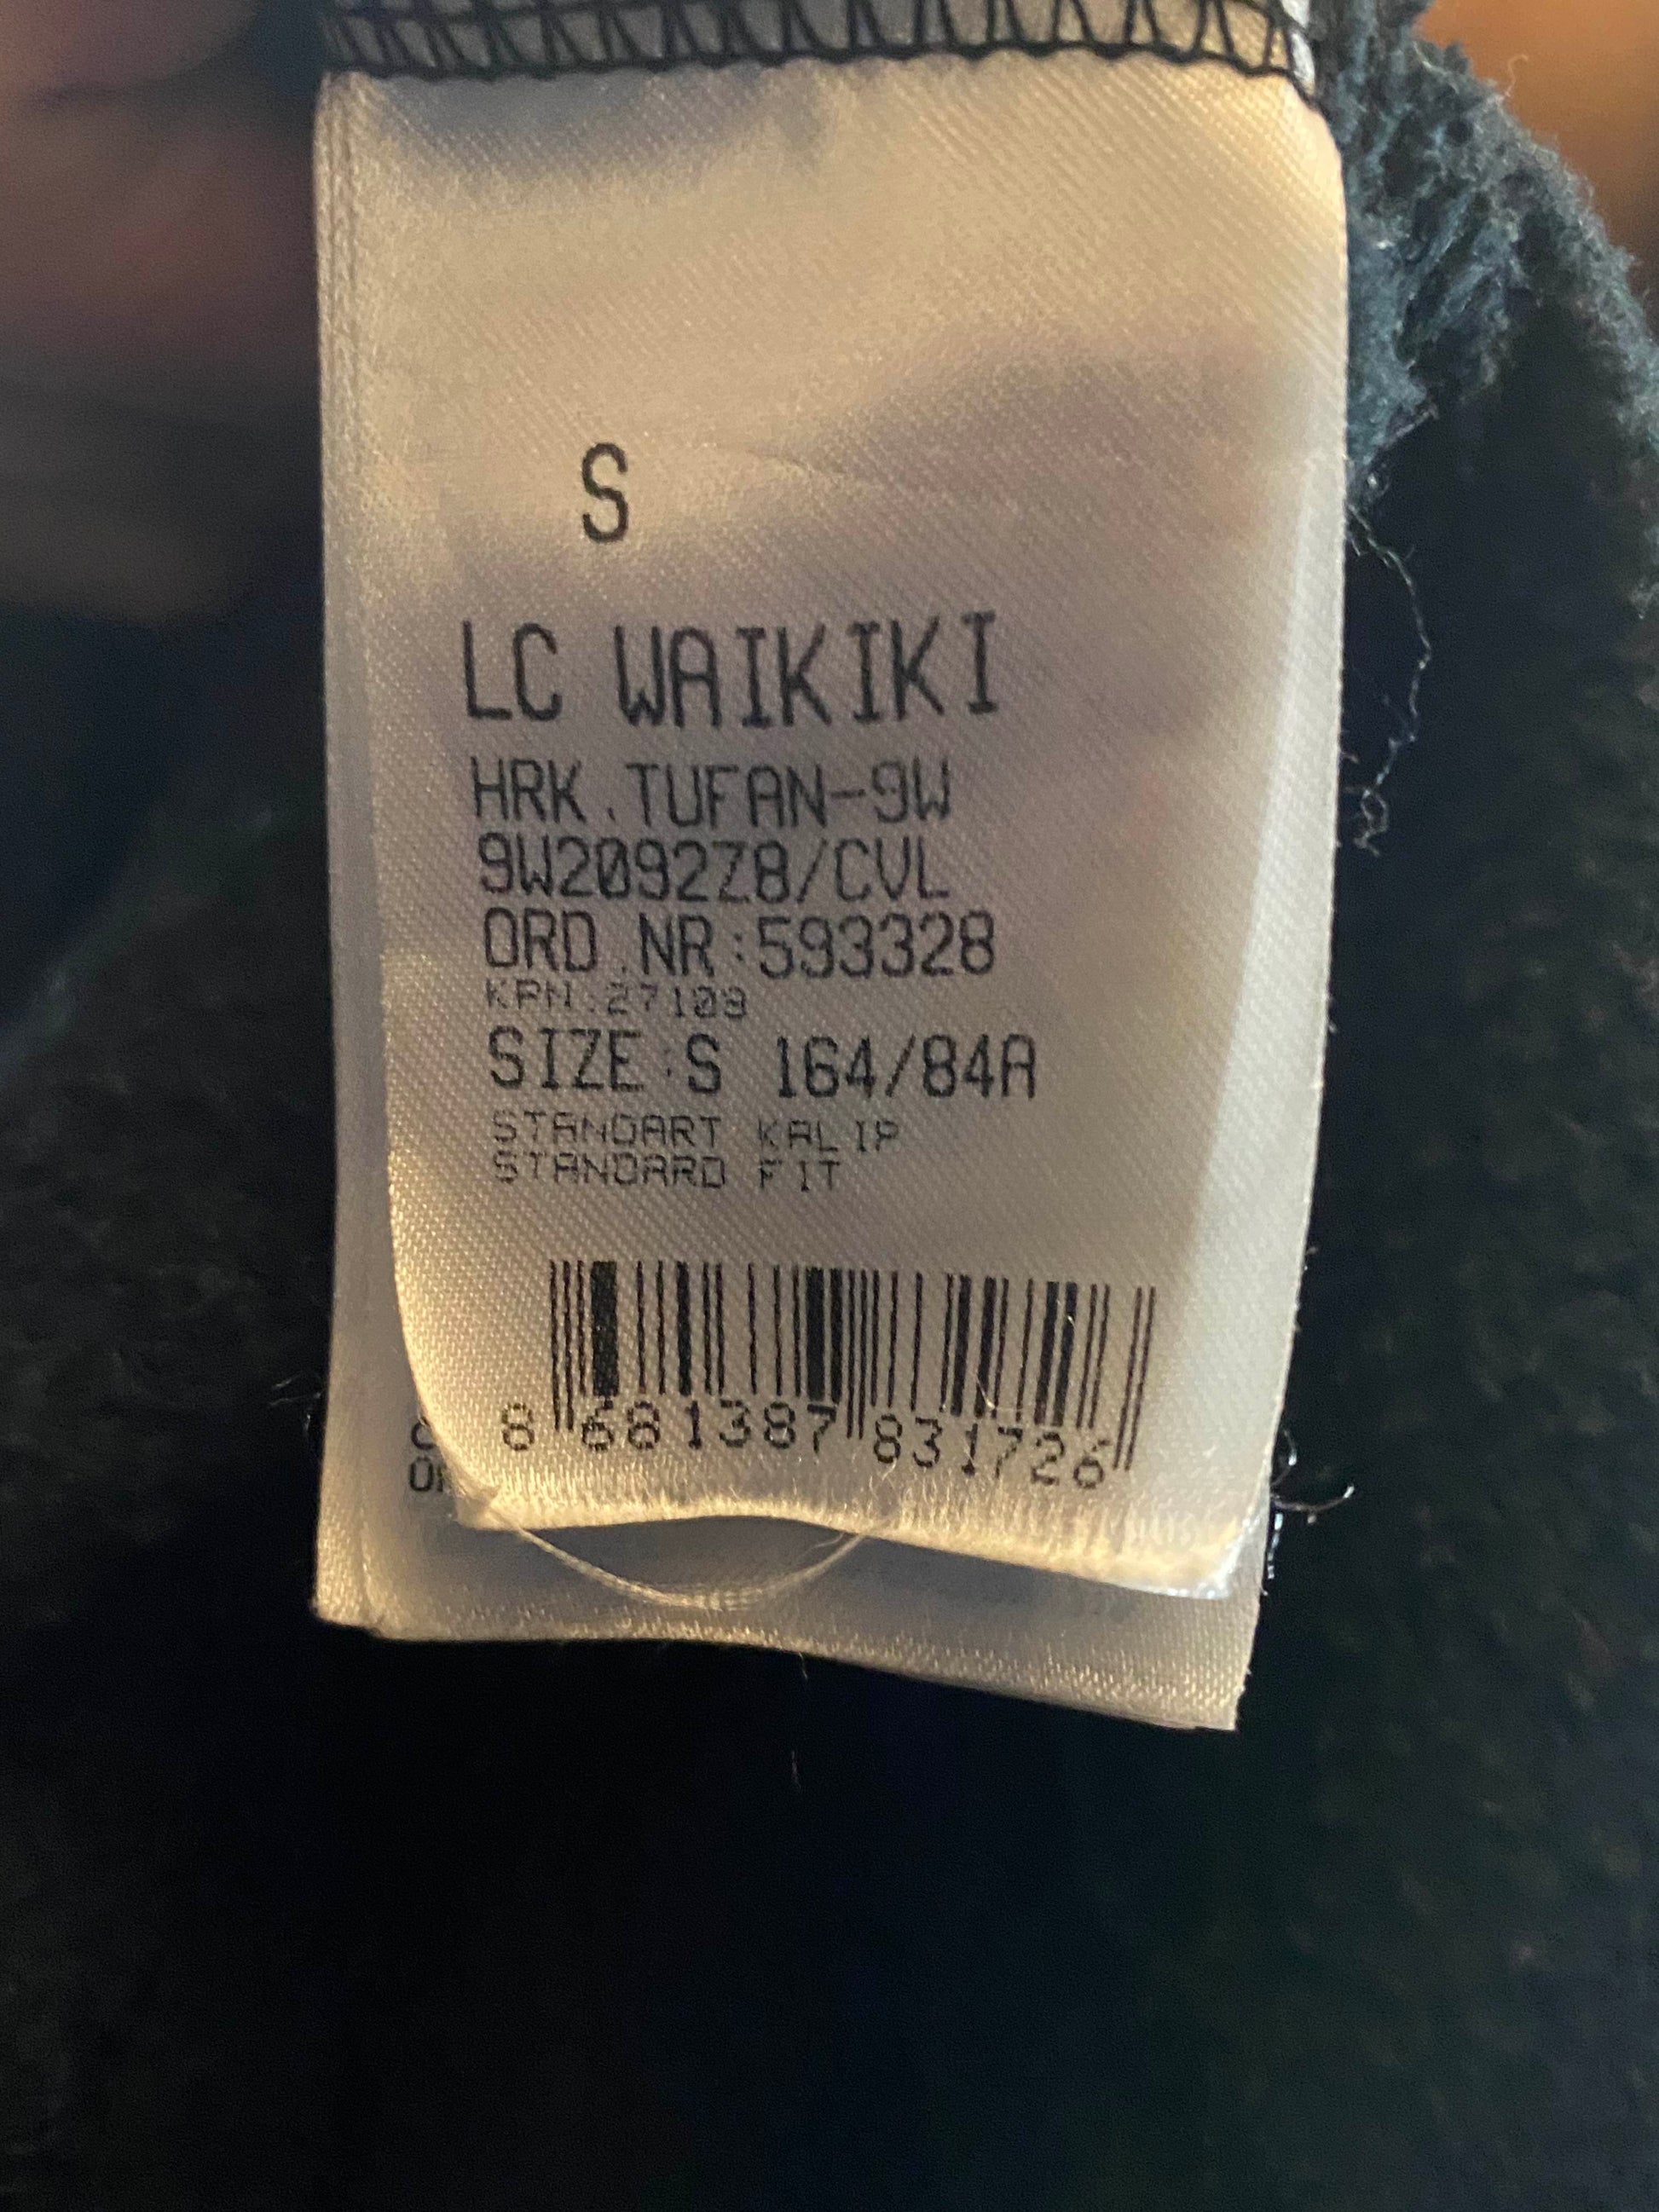 S
LC WAIKIKI
HRK.TUFAN-9W
9W2092Z8/CVL
ORD.NR:593328
KPN:27109
SIZE:S 164/84A
STANDART KALIP
STANDARD FIT
8 681387 831726